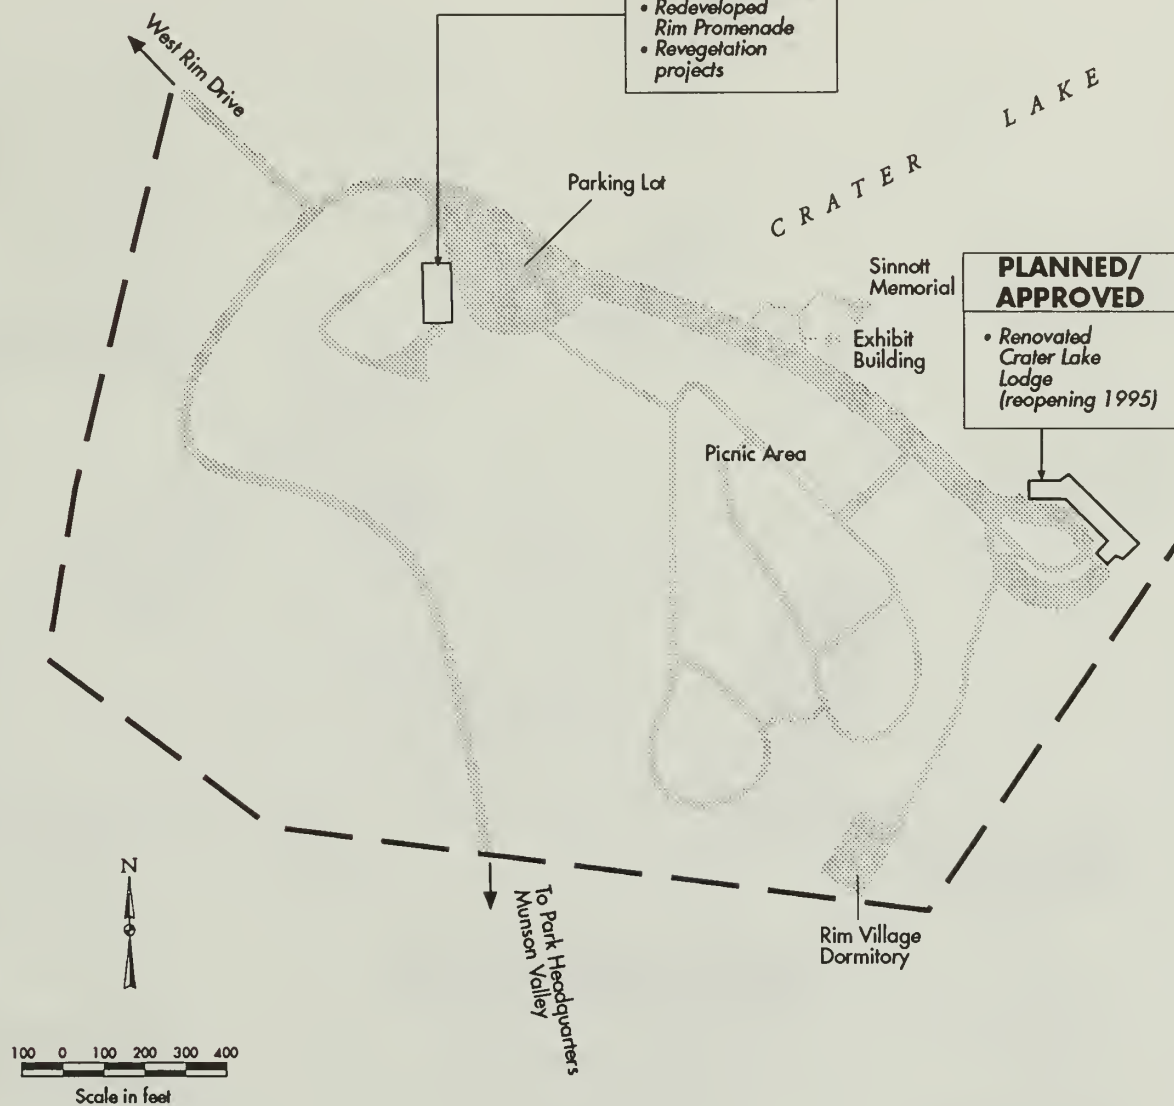 • Redeveloped
Rim Promenade
• Revegetation
projects
West Rim Drive
CRATER LAKE
Parking Lot
Sinnott
Memorial
Exhibit
Building
PLANNED/
APPROVED
• Renovated
Crater Lake
Lodge
(reopening 1995)
Picnic Area
N
To Park Headquarters
Munson Valley
Rim Village
Dormitory
100 0 100 200 300 400
Scale in feet